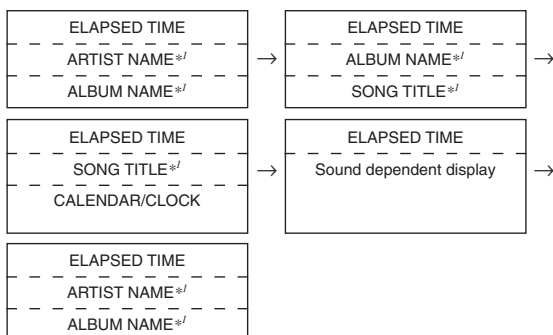 ELAPSED TIME
ARTIST NAME*1
ALBUM NAME*1
→
ELAPSED TIME
ALBUM NAME*1
SONG TITLE*1
→
ELAPSED TIME
SONG TITLE*1
CALENDAR/CLOCK
→
ELAPSED TIME
Sound dependent display
→
ELAPSED TIME
ARTIST NAME*1
ALBUM NAME*1